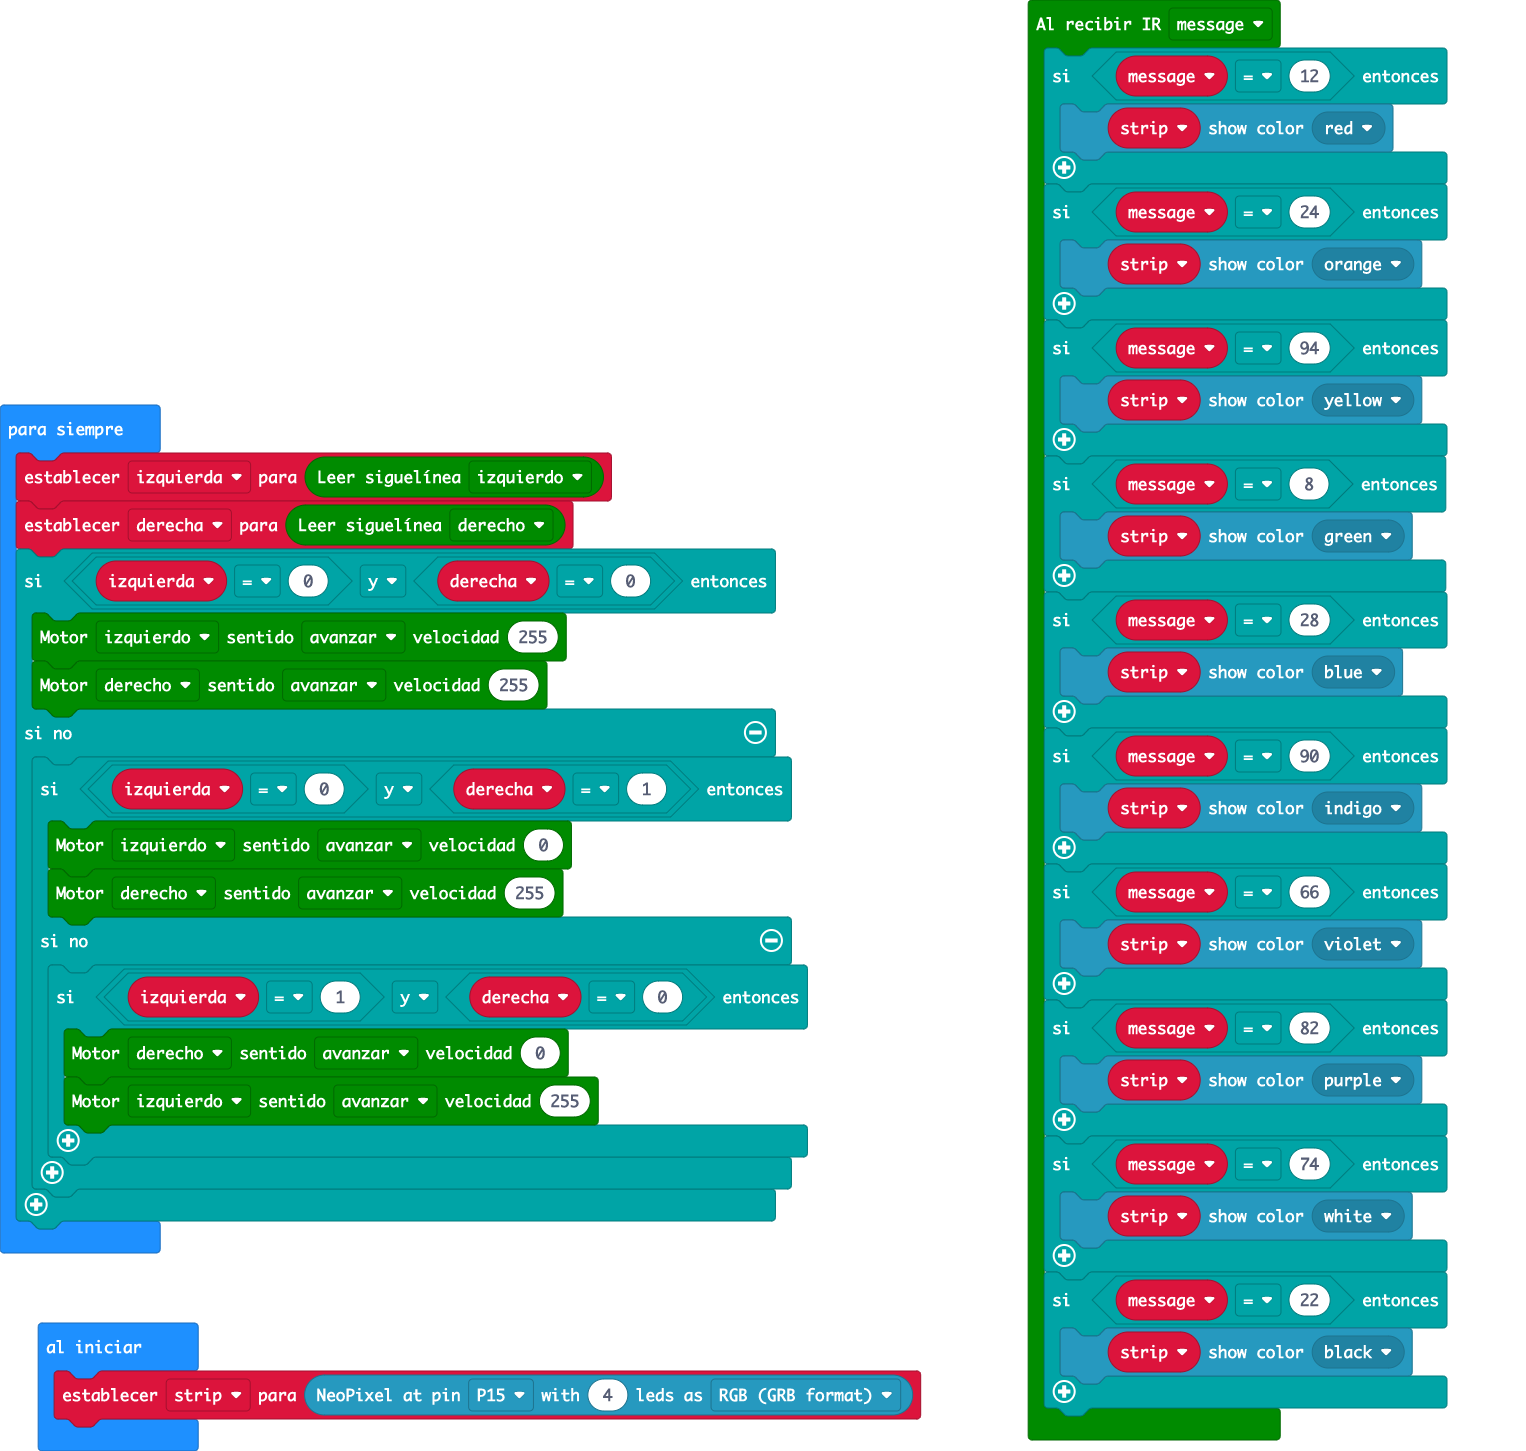 para siempre
establecer izquierda para Leer siguelínea izquierdo
establecer derecha para Leer siguelínea derecho
si izquierda = 0 y derecha = 0 entonces
Motor izquierdo sentido avanzar velocidad 255
Motor derecho sentido avanzar velocidad 255
si no
si izquierda = 0 y derecha = 1 entonces
Motor izquierdo sentido avanzar velocidad 0
Motor derecho sentido avanzar velocidad 255
si no
si izquierda = 1 y derecha = 0 entonces
Motor derecho sentido avanzar velocidad 0
Motor izquierdo sentido avanzar velocidad 255
al iniciar
establecer strip para NeoPixel at pin P15 with 4 leds as RGB (GRB format)
Al recibir IR message
si message = 12 entonces
strip show color red
si message = 24 entonces
strip show color orange
si message = 94 entonces
strip show color yellow
si message = 8 entonces
strip show color green
si message = 28 entonces
strip show color blue
si message = 90 entonces
strip show color indigo
si message = 66 entonces
strip show color violet
si message = 82 entonces
strip show color purple
si message = 74 entonces
strip show color white
si message = 22 entonces
strip show color black